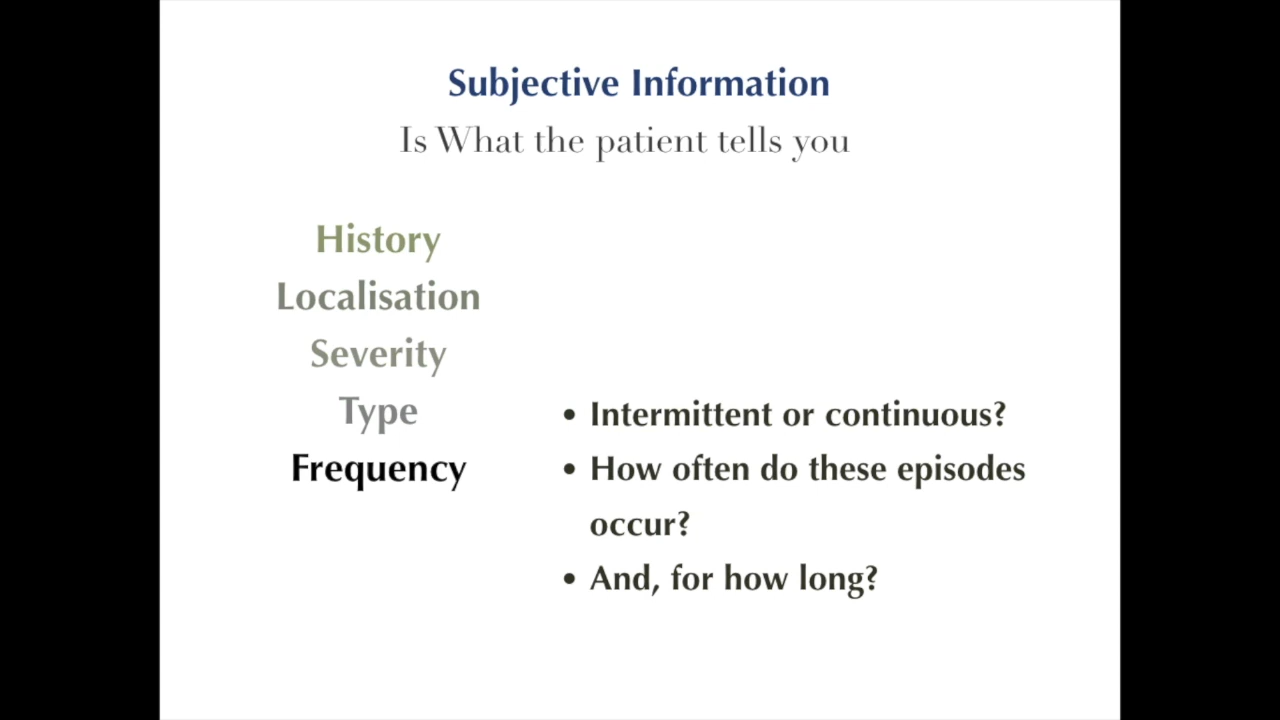 Subjective Information
Is What the patient tells you
History
Localisation
Severity
Type
Frequency
• Intermittent or continuous?
• How often do these episodes
occur?
• And, for how long?